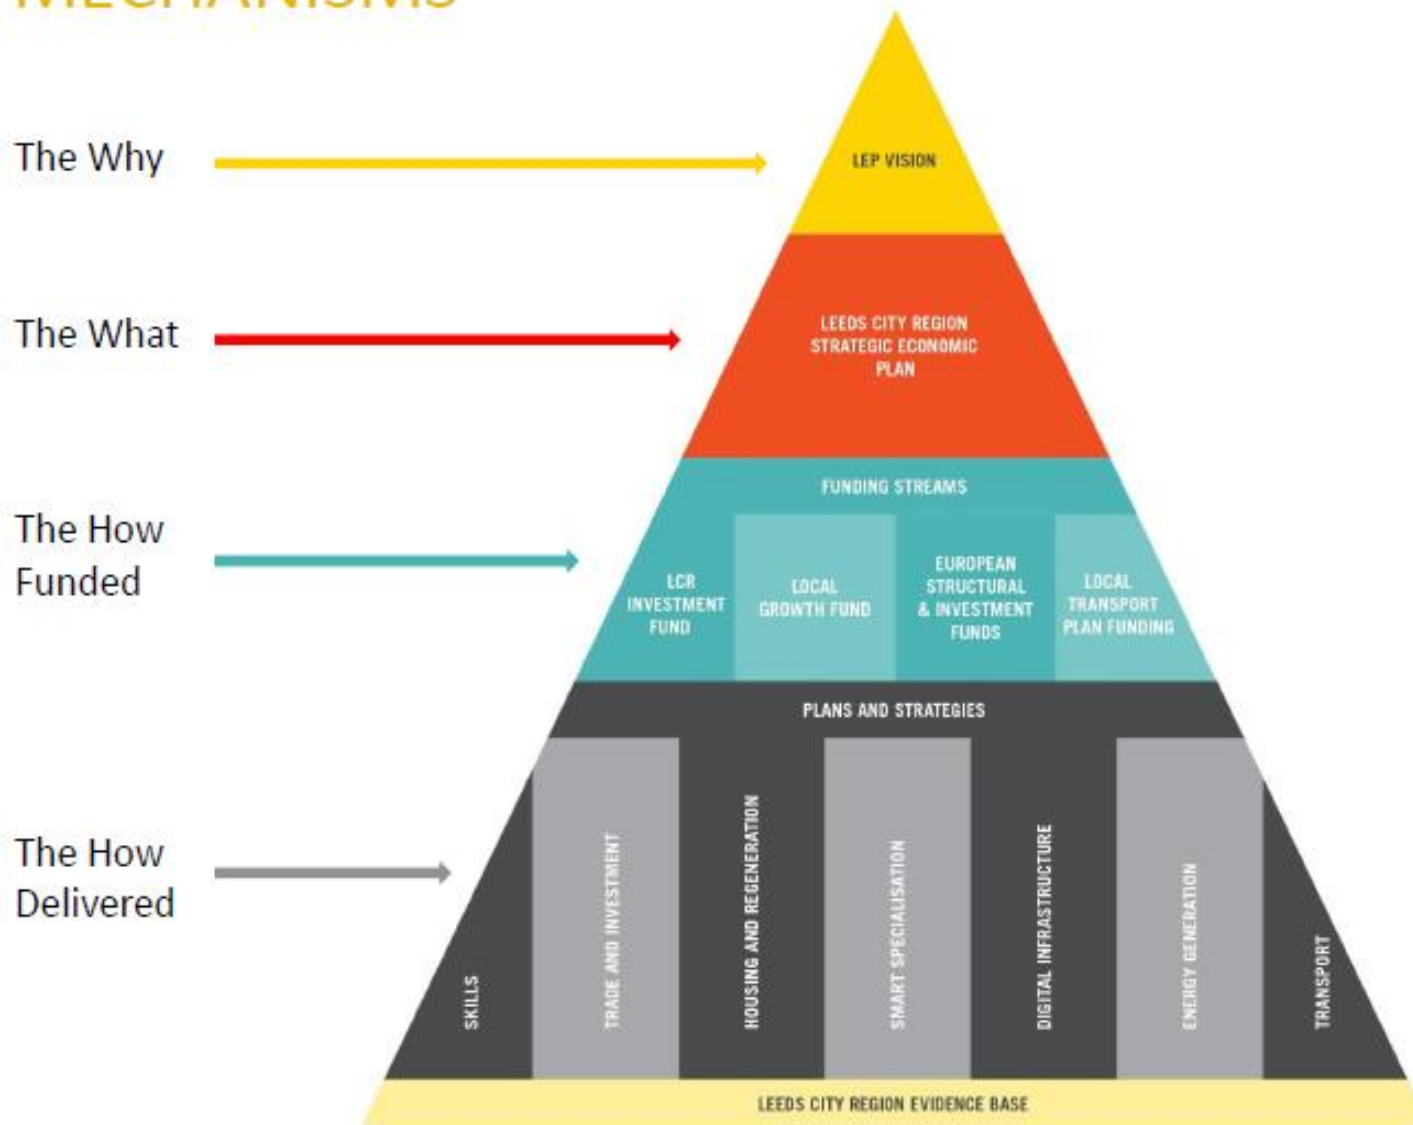 MECHANISMS
The Why
LEP VISION
The What
LEEDS CITY REGION
STRATEGIC ECONOMIC
PLAN
The How
Funded
FUNDING STREAMS
LCR
INVESTMENT
FUND
LOCAL
GROWTH FUND
EUROPEAN
STRUCTURAL
& INVESTMENT
FUNDS
LOCAL
TRANSPORT
PLAN FUNDING
The How
Delivered
PLANS AND STRATEGIES
SKILLS
TRADE AND INVESTMENT
HOUSING AND REGENERATION
SMART SPECIALISATION
DIGITAL INFRASTRUCTURE
ENERGY GENERATION
TRANSPORT
LEEDS CITY REGION EVIDENCE BASE